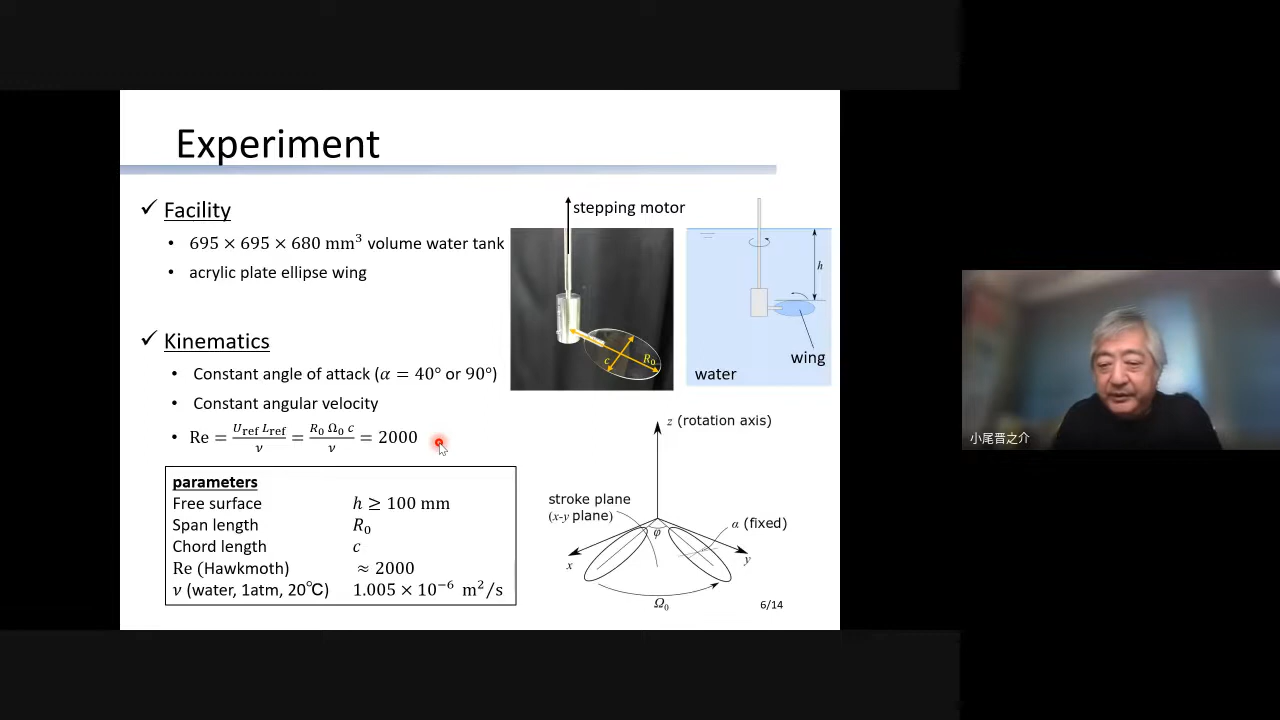 Experiment
✓ Facility
• 695 × 695 × 680 mm³ volume water tank
• acrylic plate ellipse wing
✓ Kinematics
• Constant angle of attack (α = 40° or 90°)
• Constant angular velocity
• Re = U_ref L_ref / ν = R₀ Ω₀ c / ν = 2000
parameters
Free surface h ≥ 100 mm
Span length R₀
Chord length c
Re (Hawkmoth) ≈ 2000
ν (water, 1atm, 20℃) 1.005 × 10⁻⁶ m²/s
stepping motor
c
R₀
h
wing
water
z (rotation axis)
stroke plane
(x-y plane)
φ
α (fixed)
x
y
Ω₀
6/14
小尾晋之介